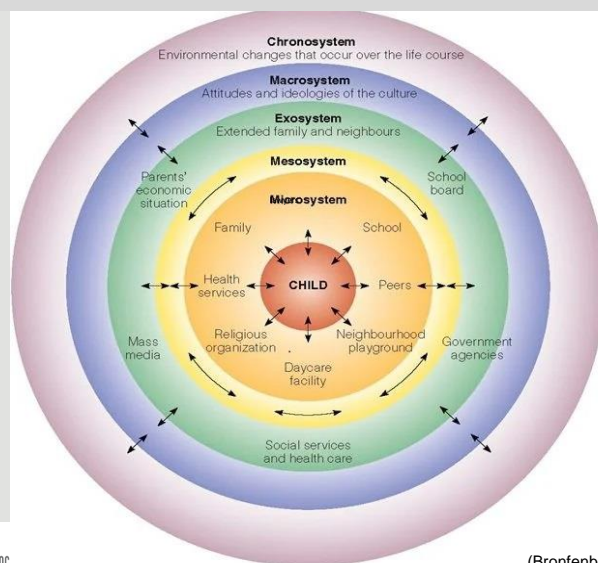 Chronosystem
Environmental changes that occur over the life course
Macrosystem
Attitudes and ideologies of the culture
Exosystem
Extended family and neighbours
Mesosystem
Microsystem
Parents'
economic
situation
School
board
Family
School
Health
services
CHILD
Peers
Religious
organization
Neighbourhood
playground
Daycare
facility
Mass
media
Government
agencies
Social services
and health care
(Bronfenb